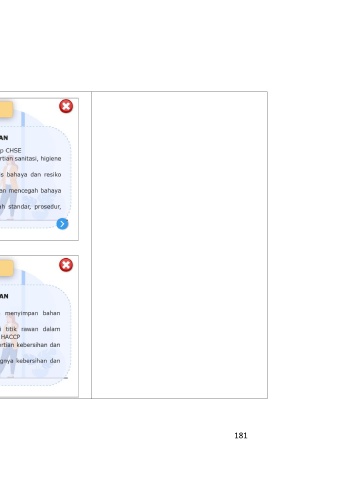 AN
p CHSE
rtian sanitasi, higiene
s bahaya dan resiko
an mencegah bahaya
h standar, prosedur,
AN
menyimpan bahan
i titik rawan dalam
HACCP
rtian kebersihan dan
gnya kebersihan dan
181